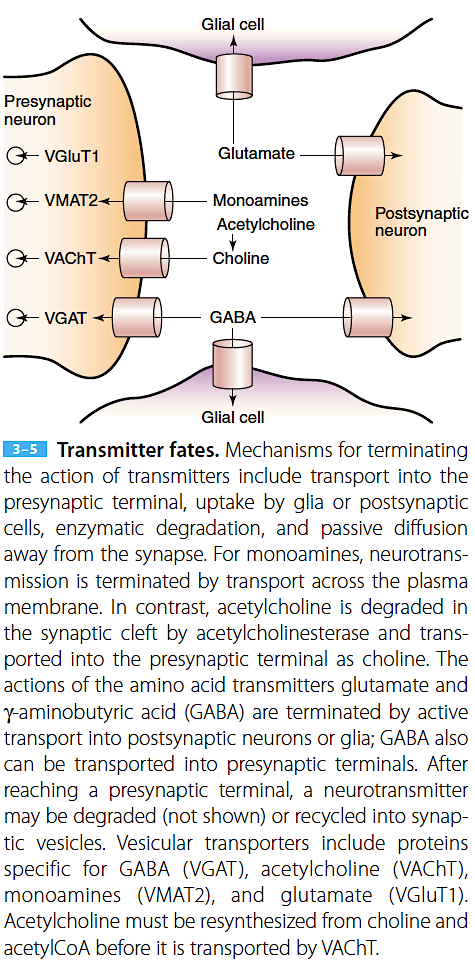 Glial cell
Presynaptic
neuron
VGluT1
Glutamate
VMAT2
Monoamines
Acetylcholine
Postsynaptic
neuron
VAChT
Choline
VGAT
GABA
Glial cell
3–5 Transmitter fates. Mechanisms for terminating
the action of transmitters include transport into the
presynaptic terminal, uptake by glia or postsynaptic
cells, enzymatic degradation, and passive diffusion
away from the synapse. For monoamines, neurotrans-
mission is terminated by transport across the plasma
membrane. In contrast, acetylcholine is degraded in
the synaptic cleft by acetylcholinesterase and trans-
ported into the presynaptic terminal as choline. The
actions of the amino acid transmitters glutamate and
γ-aminobutyric acid (GABA) are terminated by active
transport into postsynaptic neurons or glia; GABA also
can be transported into presynaptic terminals. After
reaching a presynaptic terminal, a neurotransmitter
may be degraded (not shown) or recycled into synap-
tic vesicles. Vesicular transporters include proteins
specific for GABA (VGAT), acetylcholine (VAChT),
monoamines (VMAT2), and glutamate (VGluT1).
Acetylcholine must be resynthesized from choline and
acetylCoA before it is transported by VAChT.